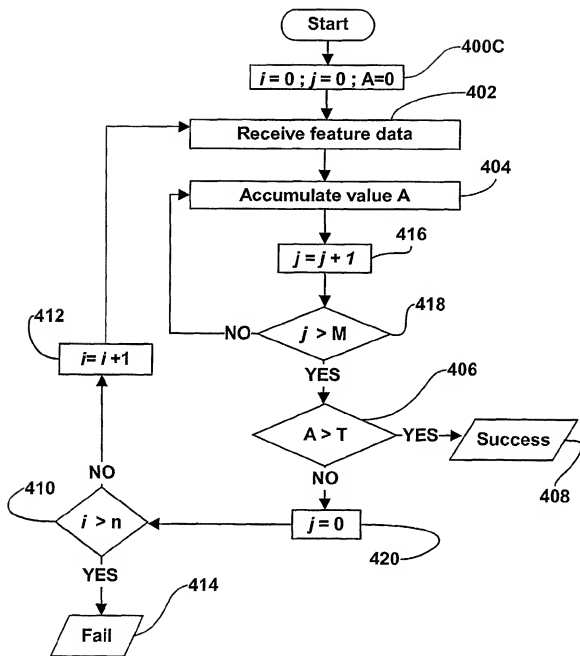 Start
400C
i = 0 ; j = 0 ; A=0
402
Receive feature data
Accumulate value A
404
416
j = j + 1
412
NO
j > M
418
i= i +1
YES
406
A > T
YES
Success
NO
NO
408
410
i > n
j = 0
420
YES
414
Fail